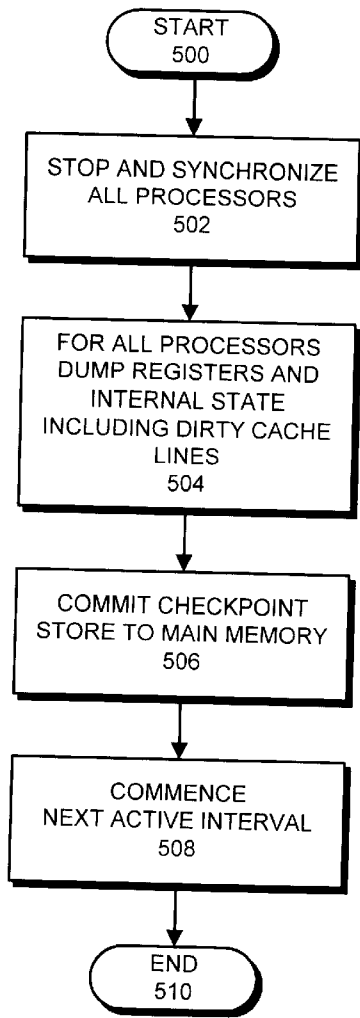 START
500
STOP AND SYNCHRONIZE
ALL PROCESSORS
502
FOR ALL PROCESSORS
DUMP REGISTERS AND
INTERNAL STATE
INCLUDING DIRTY CACHE
LINES
504
COMMIT CHECKPOINT
STORE TO MAIN MEMORY
506
COMMENCE
NEXT ACTIVE INTERVAL
508
END
510